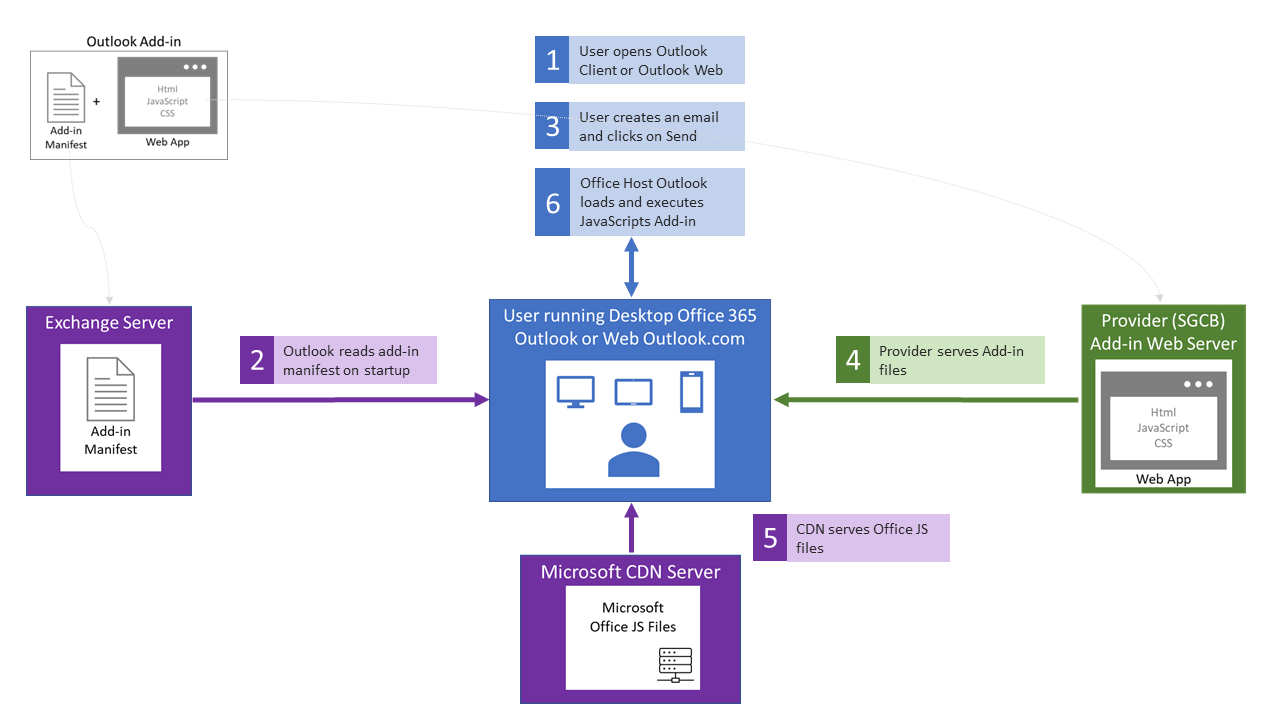 Outlook Add-in
Html
JavaScript
CSS
+
Add-in
Manifest
Web App
1
User opens Outlook
Client or Outlook Web
3
User creates an email
and clicks on Send
6
Office Host Outlook
loads and executes
JavaScripts Add-in
Exchange Server
Add-in
Manifest
2
Outlook reads add-in
manifest on startup
User running Desktop Office 365
Outlook or Web Outlook.com
4
Provider serves Add-in
files
Provider (SGCB)
Add-in Web Server
Html
JavaScript
CSS
Web App
5
CDN serves Office JS
files
Microsoft CDN Server
Microsoft
Office JS Files